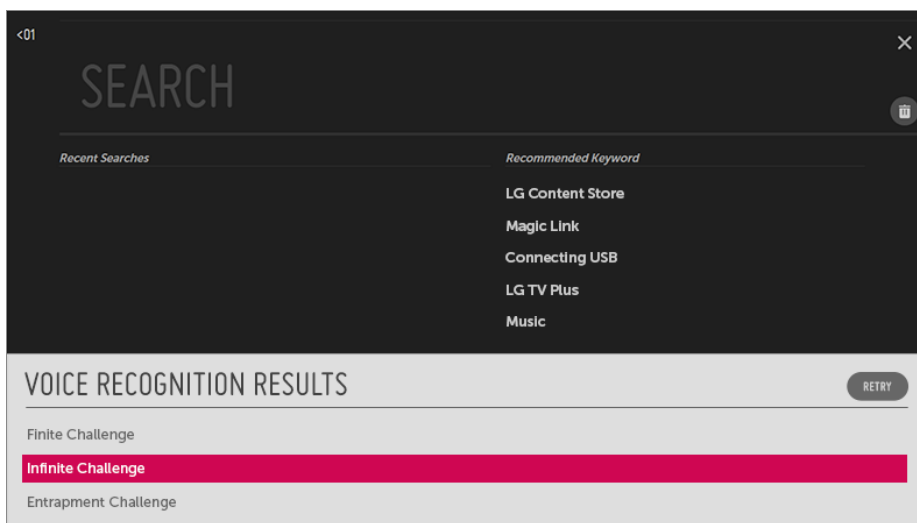 <01
SEARCH
Recent Searches
Recommended Keyword
LG Content Store
Magic Link
Connecting USB
LG TV Plus
Music
VOICE RECOGNITION RESULTS
RETRY
Finite Challenge
Infinite Challenge
Entrapment Challenge